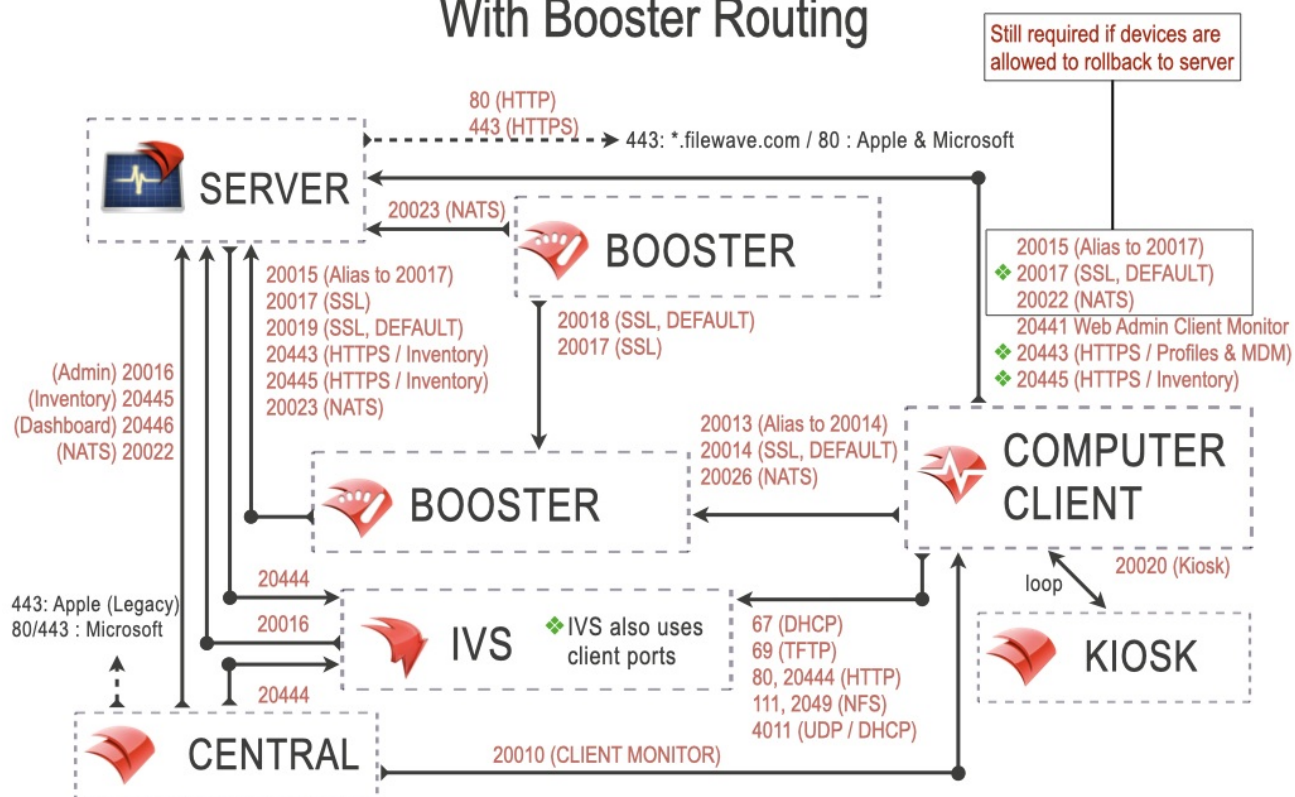 With Booster Routing
Still required if devices are
allowed to rollback to server
80 (HTTP)
443 (HTTPS)
443: *.filewave.com / 80 : Apple & Microsoft
SERVER
20023 (NATS)
BOOSTER
20015 (Alias to 20017)
20017 (SSL, DEFAULT)
20022 (NATS)
20441 Web Admin Client Monitor
20443 (HTTPS / Profiles & MDM)
20445 (HTTPS / Inventory)
20015 (Alias to 20017)
20017 (SSL)
20019 (SSL, DEFAULT)
20443 (HTTPS / Inventory)
20445 (HTTPS / Inventory)
20023 (NATS)
20018 (SSL, DEFAULT)
20017 (SSL)
(Admin) 20016
(Inventory) 20445
(Dashboard) 20446
(NATS) 20022
20013 (Alias to 20014)
20014 (SSL, DEFAULT)
20026 (NATS)
COMPUTER
CLIENT
BOOSTER
20020 (Kiosk)
loop
20444
443: Apple (Legacy)
80/443 : Microsoft
20016
IVS
IVS also uses
client ports
67 (DHCP)
69 (TFTP)
80, 20444 (HTTP)
111, 2049 (NFS)
4011 (UDP / DHCP)
KIOSK
20444
CENTRAL
20010 (CLIENT MONITOR)